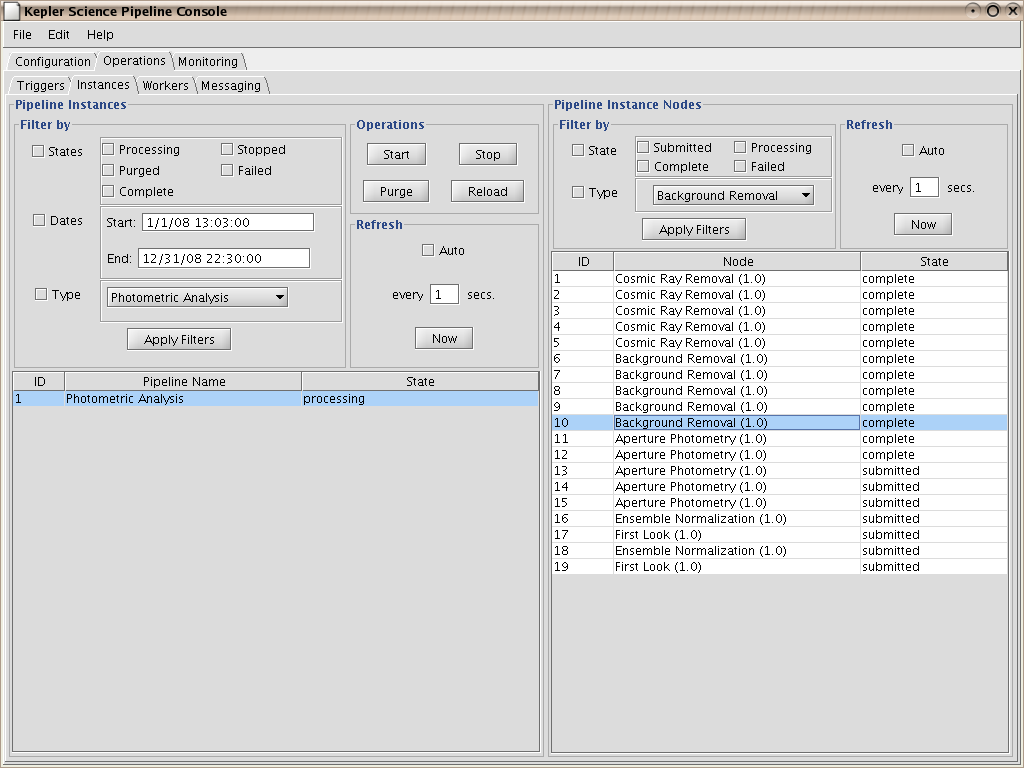 Kepler Science Pipeline Console
File Edit Help
Configuration Operations Monitoring
Triggers Instances Workers Messaging
Pipeline Instances
Filter by
States
Processing Stopped
Purged Failed
Complete
Dates
Start: 1/1/08 13:03:00
End: 12/31/08 22:30:00
Type
Photometric Analysis
Apply Filters
Operations
Start Stop
Purge Reload
Refresh
Auto
every 1 secs.
Now
ID Pipeline Name State
1 Photometric Analysis processing
Pipeline Instance Nodes
Filter by
State
Submitted Processing
Complete Failed
Type
Background Removal
Apply Filters
Refresh
Auto
every 1 secs.
Now
ID Node State
1 Cosmic Ray Removal (1.0) complete
2 Cosmic Ray Removal (1.0) complete
3 Cosmic Ray Removal (1.0) complete
4 Cosmic Ray Removal (1.0) complete
5 Cosmic Ray Removal (1.0) complete
6 Background Removal (1.0) complete
7 Background Removal (1.0) complete
8 Background Removal (1.0) complete
9 Background Removal (1.0) complete
10 Background Removal (1.0) complete
11 Aperture Photometry (1.0) complete
12 Aperture Photometry (1.0) complete
13 Aperture Photometry (1.0) submitted
14 Aperture Photometry (1.0) submitted
15 Aperture Photometry (1.0) submitted
16 Ensemble Normalization (1.0) submitted
17 First Look (1.0) submitted
18 Ensemble Normalization (1.0) submitted
19 First Look (1.0) submitted